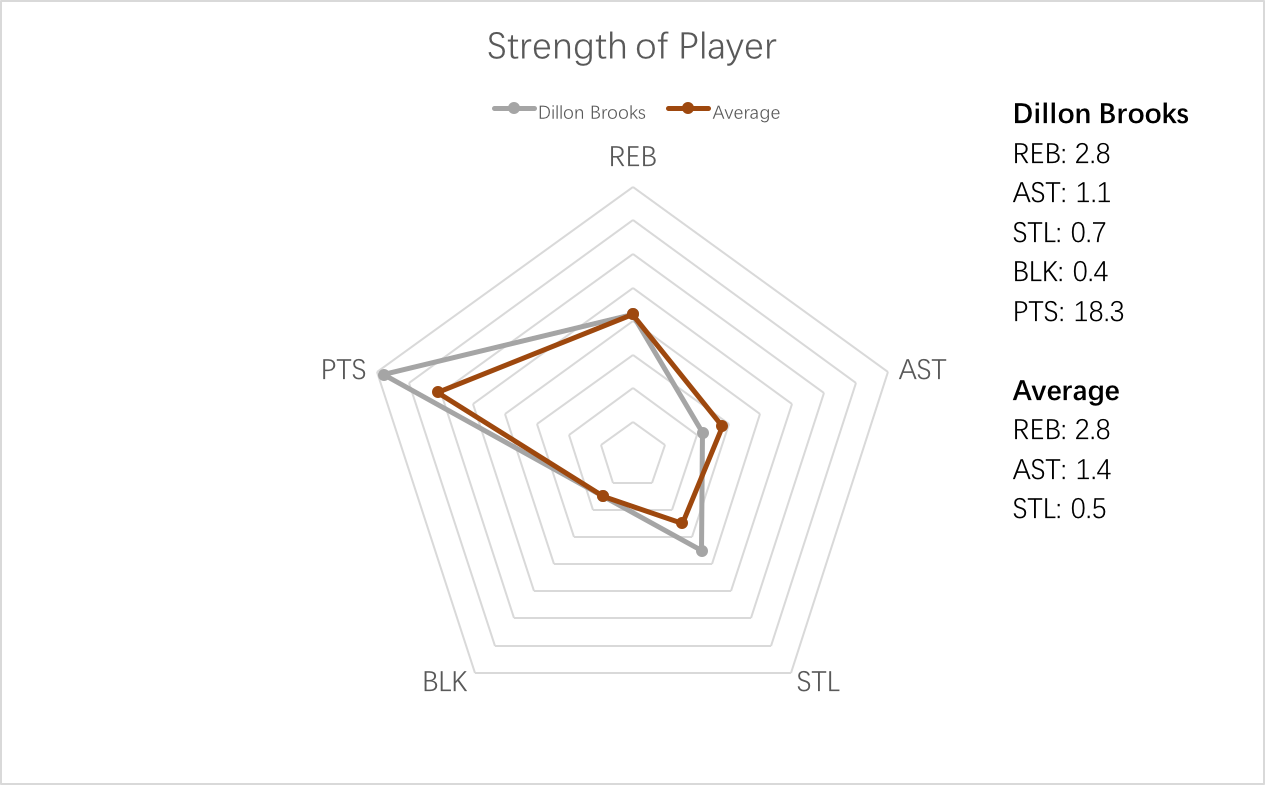 Strength of Player
Dillon Brooks
Average
REB
AST
STL
BLK
PTS
Dillon Brooks
REB: 2.8
AST: 1.1
STL: 0.7
BLK: 0.4
PTS: 18.3
Average
REB: 2.8
AST: 1.4
STL: 0.5